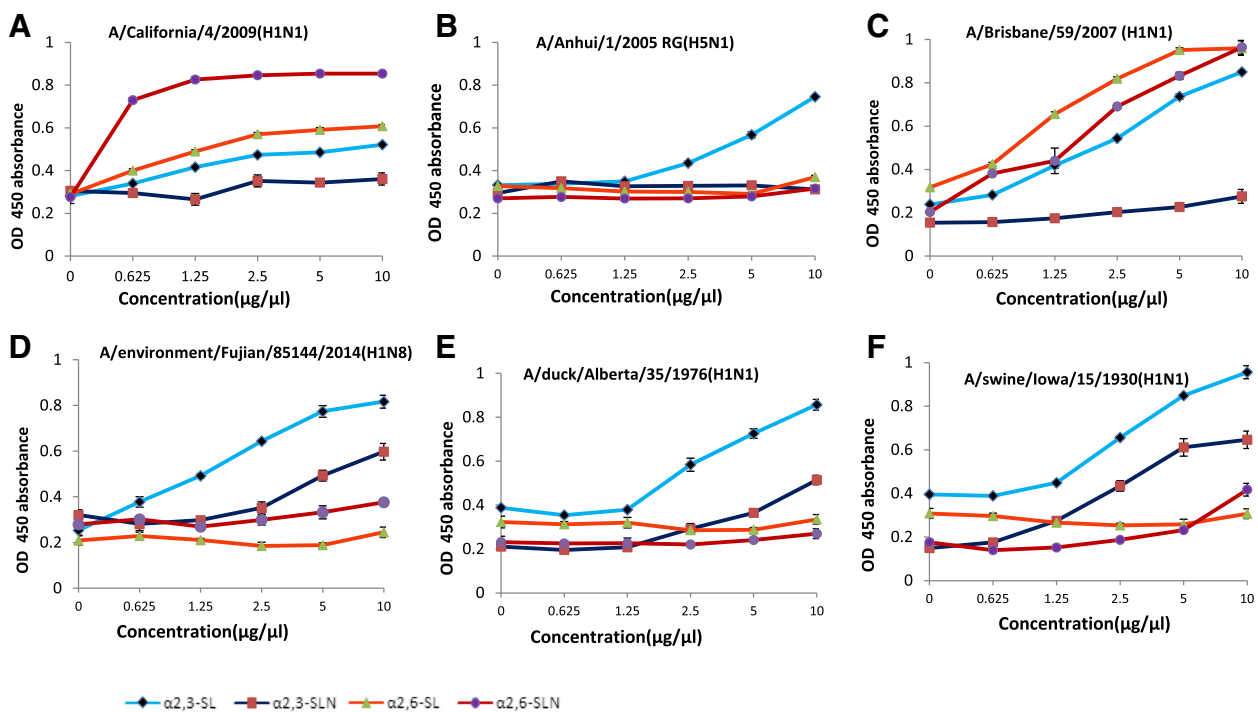 A
A/California/4/2009(H1N1)
OD 450 absorbance
1
0.8
0.6
0.4
0.2
0
0 0.625 1.25 2.5 5 10
Concentration(µg/µl)
B
A/Anhui/1/2005 RG(H5N1)
OD 450 absorbance
1
0.8
0.6
0.4
0.2
0
0 0.625 1.25 2.5 5 10
Concentration(µg/µl)
C
A/Brisbane/59/2007 (H1N1)
OD 450 absorbance
1
0.8
0.6
0.4
0.2
0
0 0.625 1.25 2.5 5 10
Concentration(µg/µl)
D
A/environment/Fujian/85144/2014(H1N8)
OD 450 absorbance
1
0.8
0.6
0.4
0.2
0
0 0.625 1.25 2.5 5 10
Concentration(µg/µl)
E
A/duck/Alberta/35/1976(H1N1)
OD 450 absorbance
1
0.8
0.6
0.4
0.2
0
0 0.625 1.25 2.5 5 10
Concentration(µg/µl)
F
A/swine/Iowa/15/1930(H1N1)
OD 450 absorbance
1
0.8
0.6
0.4
0.2
0
0 0.625 1.25 2.5 5 10
Concentration(µg/µl)
α2,3-SL α2,3-SLN α2,6-SL α2,6-SLN